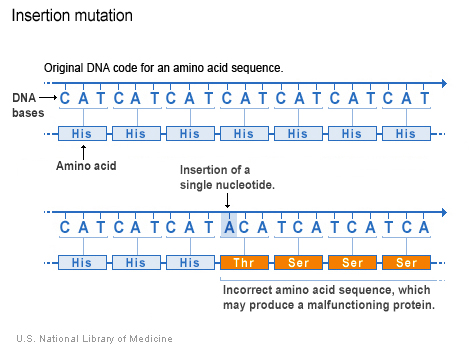 Insertion mutation
Original DNA code for an amino acid sequence.
DNA bases
C A T C A T C A T C A T C A T C A T C A T
His His His His His His His
Amino acid
Insertion of a
single nucleotide.
C A T C A T C A T A C A T C A T C A T C A
His His His Thr Ser Ser Ser
Incorrect amino acid sequence, which
may produce a malfunctioning protein.
U.S. National Library of Medicine